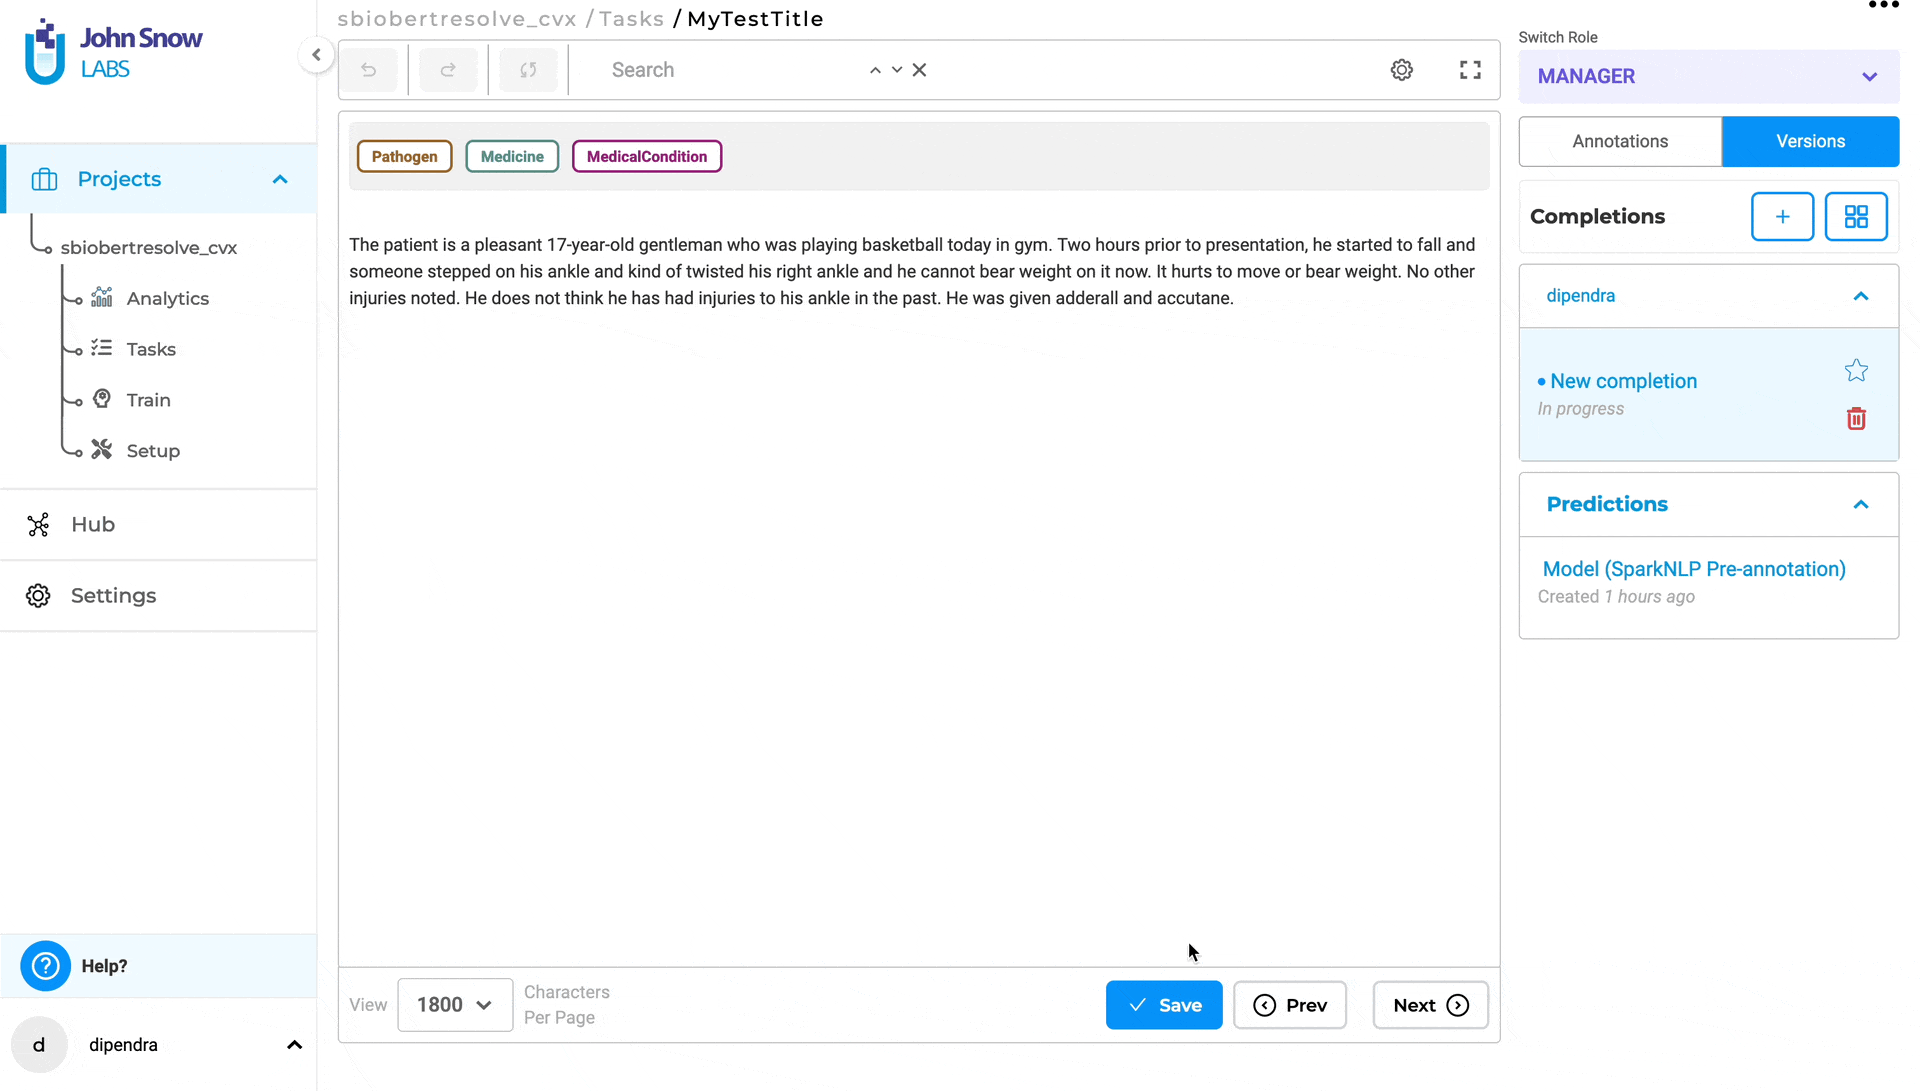 John Snow
LABS
Projects
sbiobertresolve_cvx
Analytics
Tasks
Train
Setup
Hub
Settings
Help?
d
dipendra
sbiobertresolve_cvx / Tasks / MyTestTitle
Search
Pathogen
Medicine
MedicalCondition
The patient is a pleasant 17-year-old gentleman who was playing basketball today in gym. Two hours prior to presentation, he started to fall and
someone stepped on his ankle and kind of twisted his right ankle and he cannot bear weight on it now. It hurts to move or bear weight. No other
injuries noted. He does not think he has had injuries to his ankle in the past. He was given adderall and accutane.
View
1800
Characters
Per Page
Save
Prev
Next
Switch Role
MANAGER
Annotations
Versions
Completions
dipendra
New completion
In progress
Predictions
Model (SparkNLP Pre-annotation)
Created 1 hours ago